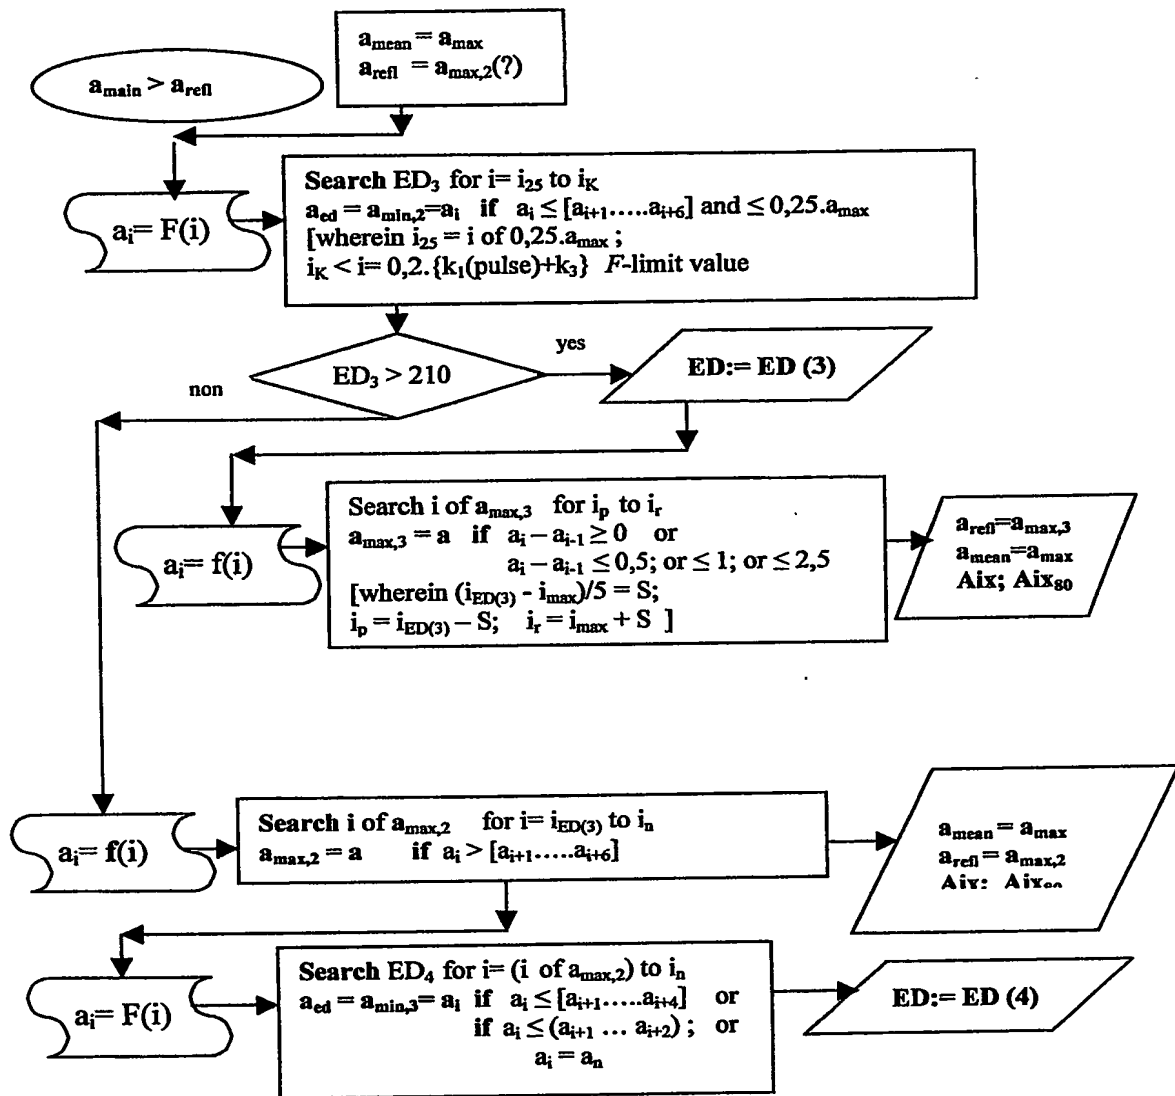 a_mean = a_max
a_refl = a_max,2(?)
a_main > a_refl
a_i= F(i)
Search ED_3 for i= i_25 to i_K
a_ed = a_min,2=a_i if a_i ≤ [a_i+1.....a_i+6] and ≤ 0,25.a_max
[wherein i_25 = i of 0,25.a_max ;
i_K < i= 0,2.{k_1(pulse)+k_3} F-limit value
ED_3 > 210
yes
non
ED:= ED (3)
a_i= f(i)
Search i of a_max,3 for i_p to i_r
a_max,3 = a if a_i – a_i-1 ≥ 0 or
a_i – a_i-1 ≤ 0,5; or ≤ 1; or ≤ 2,5
[wherein (i_ED(3) - i_max)/5 = S;
i_p = i_ED(3) – S; i_r = i_max + S ]
a_refl=a_max,3
a_mean=a_max
Aix; Aix_80
a_i= f(i)
Search i of a_max,2 for i= i_ED(3) to i_n
a_max,2 = a if a_i > [a_i+1.....a_i+6]
a_mean = a_max
a_refl = a_max,2
Aix; Aix_80
a_i= F(i)
Search ED_4 for i= (i of a_max,2) to i_n
a_ed = a_min,3= a_i if a_i ≤ [a_i+1.....a_i+4] or
if a_i ≤ (a_i+1 ... a_i+2) ; or
a_i = a_n
ED:= ED (4)